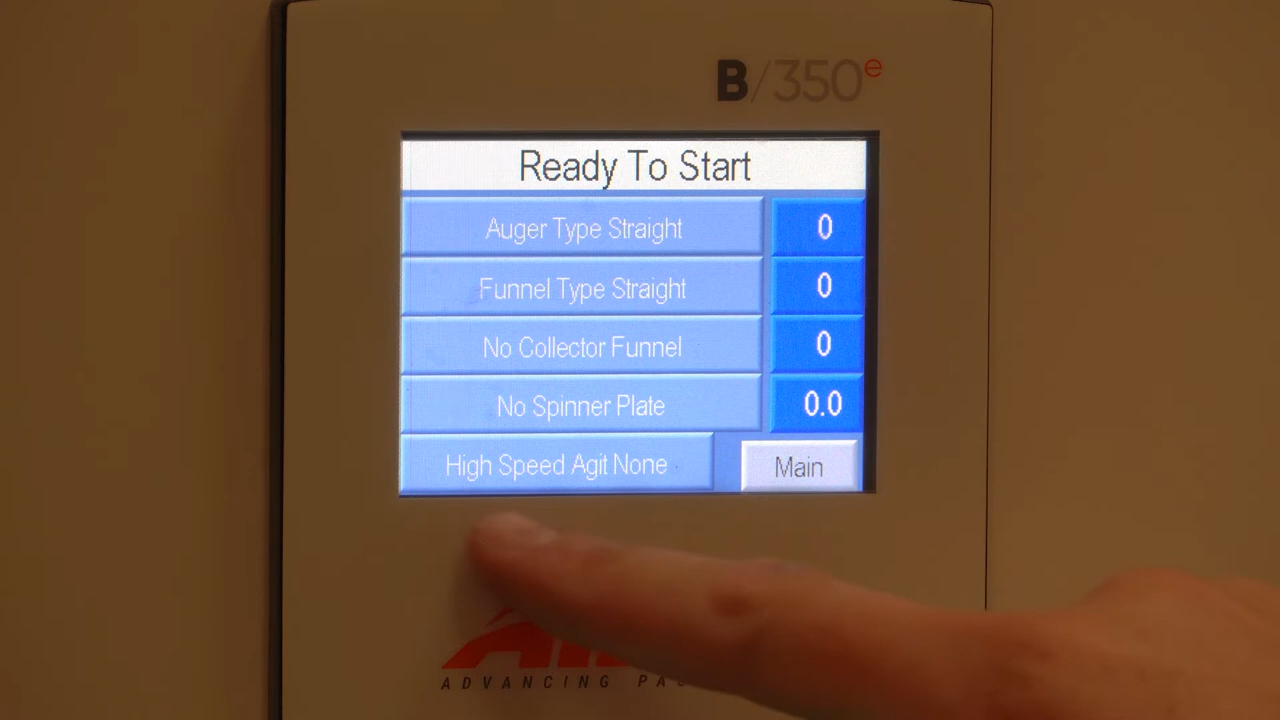 B/350e
Ready To Start
Auger Type Straight 0
Funnel Type Straight 0
No Collector Funnel 0
No Spinner Plate 0.0
High Speed Agit None Main
ADVANCING